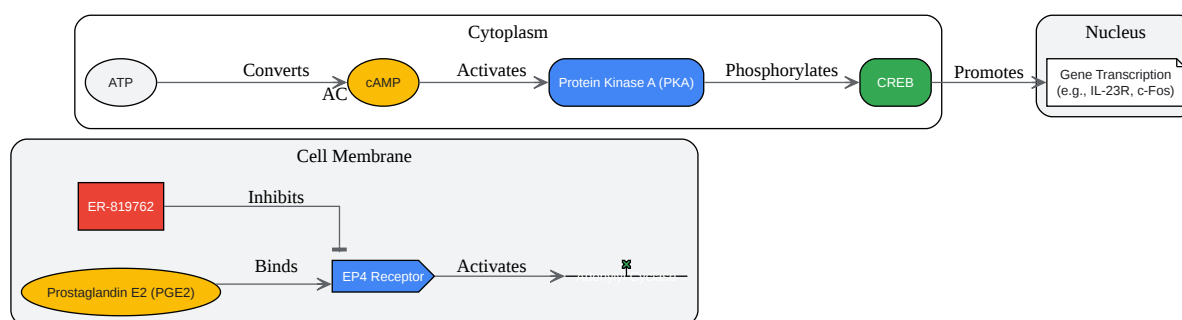 Cytoplasm
Nucleus
ATP
Converts
AC
cAMP
Activates
Protein Kinase A (PKA)
Phosphorylates
CREB
Promotes
Gene Transcription
(e.g., IL-23R, c-Fos)
Cell Membrane
ER-819762
Inhibits
Prostaglandin E2 (PGE2)
Binds
EP4 Receptor
Activates